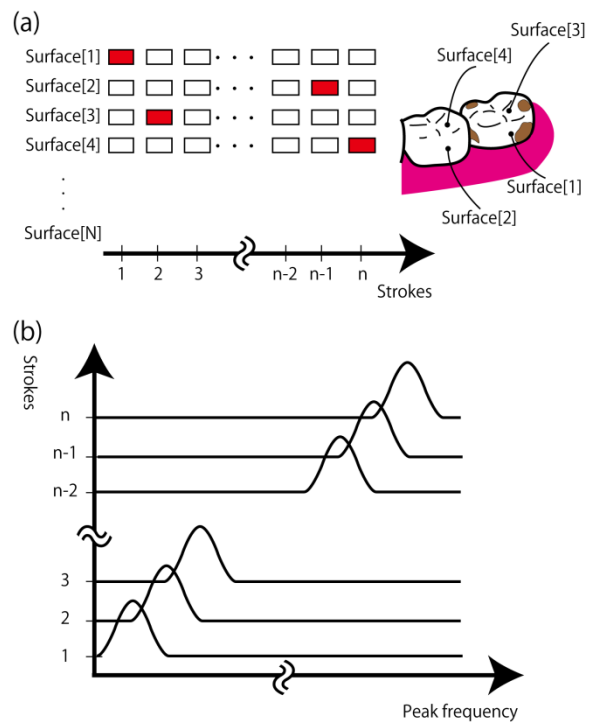 (a)
Surface[1]
Surface[2]
Surface[3]
Surface[4]
Surface[N]
1 2 3 n-2 n-1 n
Strokes
Surface[3]
Surface[4]
Surface[1]
Surface[2]
(b)
Strokes
n
n-1
n-2
3
2
1
Peak frequency